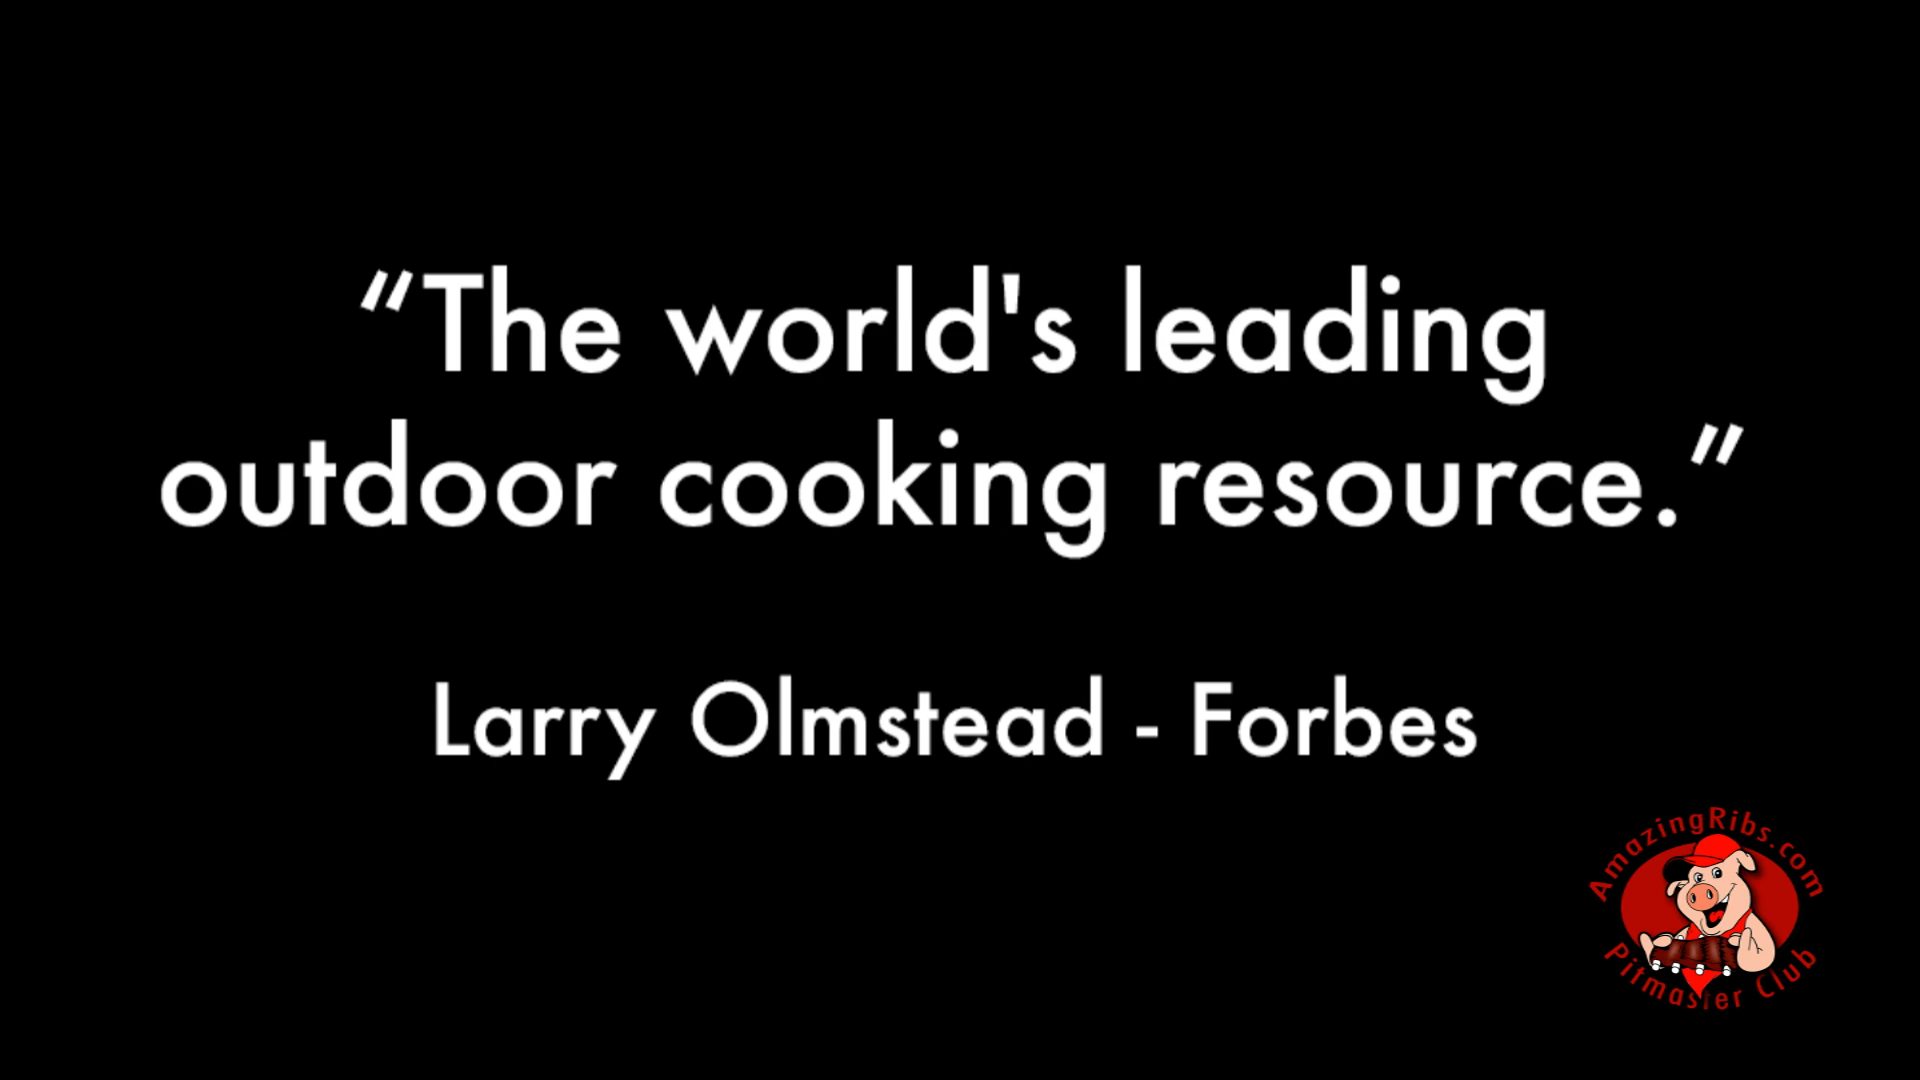 “The world's leading
outdoor cooking resource.”
Larry Olmstead - Forbes
AmazingRibs.com
Pitmaster Club